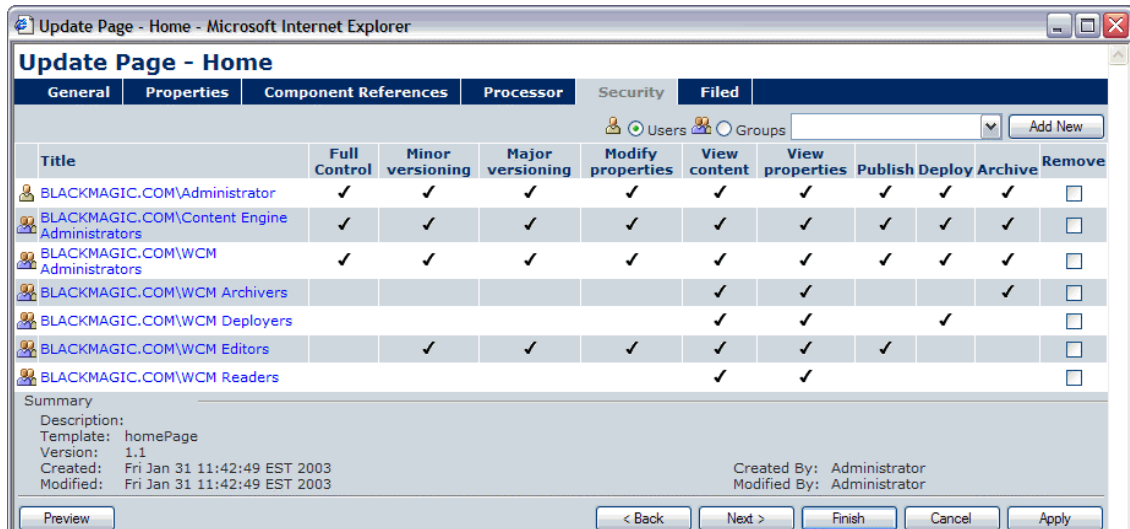 Update Page - Home - Microsoft Internet Explorer
Update Page - Home
General Properties Component References Processor Security Filed
Users Groups Add New
Title Full Control Minor versioning Major versioning Modify properties View content View properties Publish Deploy Archive Remove
BLACKMAGIC.COM\Administrator ✓ ✓ ✓ ✓ ✓ ✓ ✓ ✓ ✓
BLACKMAGIC.COM\Content Engine
Administrators ✓ ✓ ✓ ✓ ✓ ✓ ✓ ✓ ✓
BLACKMAGIC.COM\WCM
Administrators ✓ ✓ ✓ ✓ ✓ ✓ ✓ ✓ ✓
BLACKMAGIC.COM\WCM Archivers ✓ ✓ ✓
BLACKMAGIC.COM\WCM Deployers ✓ ✓ ✓
BLACKMAGIC.COM\WCM Editors ✓ ✓ ✓ ✓ ✓ ✓
BLACKMAGIC.COM\WCM Readers ✓ ✓
Summary
Description:
Template: homePage
Version: 1.1
Created: Fri Jan 31 11:42:49 EST 2003 Created By: Administrator
Modified: Fri Jan 31 11:42:49 EST 2003 Modified By: Administrator
Preview < Back Next > Finish Cancel Apply